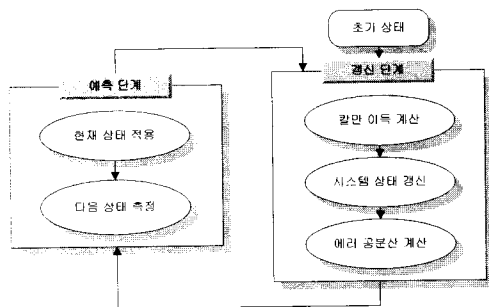 초기 상태
예측 단계
갱신 단계
현재 상태 적용
다음 상태 측정
칼만 이득 계산
시스템 상태 갱신
에러 공분산 계산